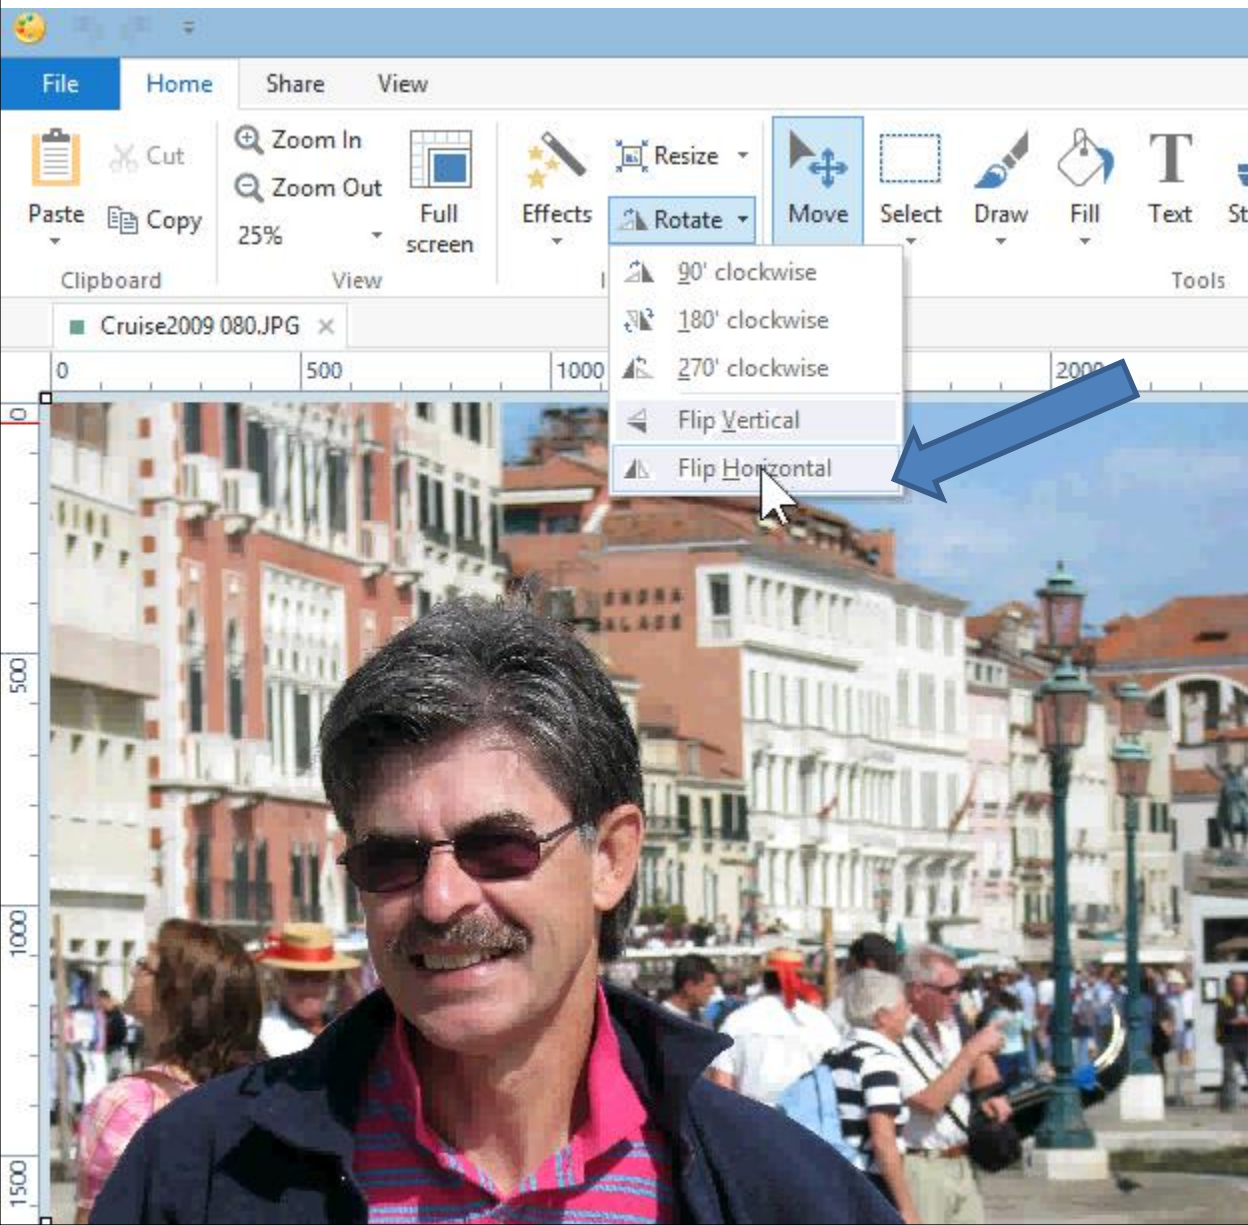 File Home Share View
Paste
Cut
Copy
Clipboard
Zoom In
Zoom Out
25%
Full
screen
View
Effects
Resize
Rotate
Move
Select
Draw
Fill
Text
St
Tools
90' clockwise
180' clockwise
270' clockwise
Flip Vertical
Flip Horizontal
Cruise2009 080.JPG
0 500 1000 2000
0
500
1000
1500